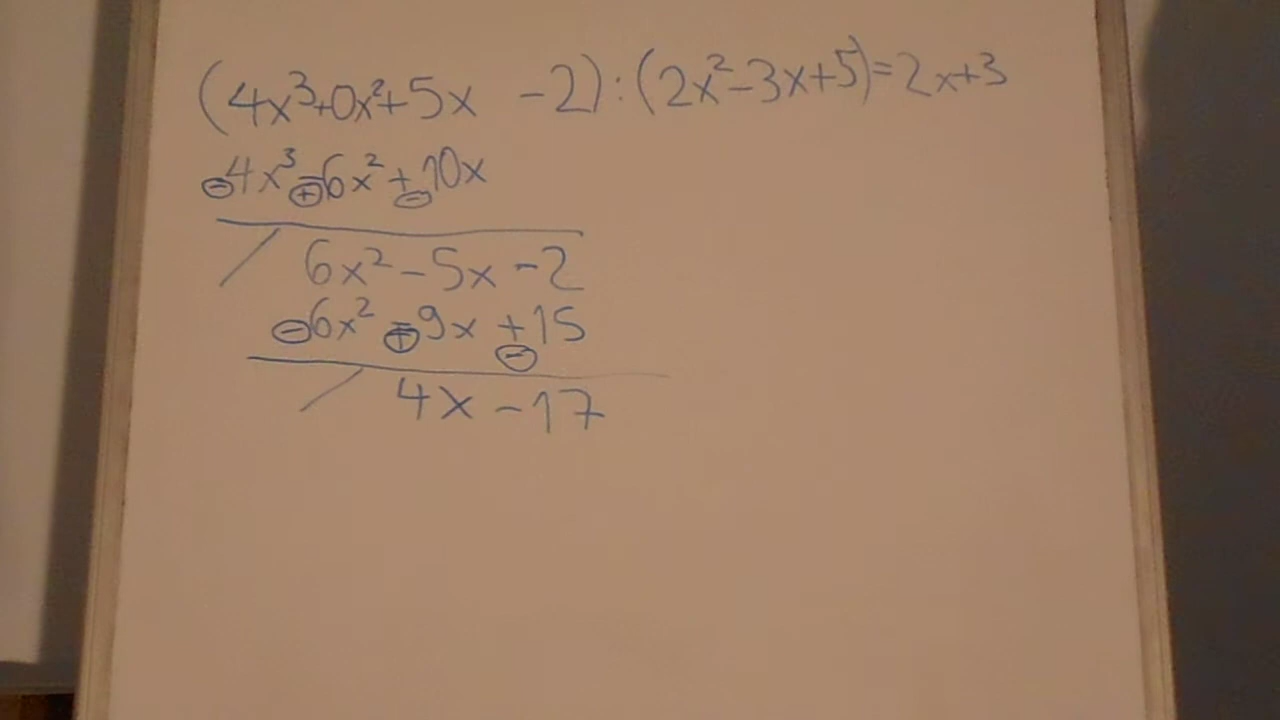 (4x³+0x²+5x -2):(2x²-3x+5)=2x+3
⊖4x³ -⊕6x² +⊖10x
/ 6x²-5x-2
⊖6x² -⊕9x +⊖15
/ 4x-17